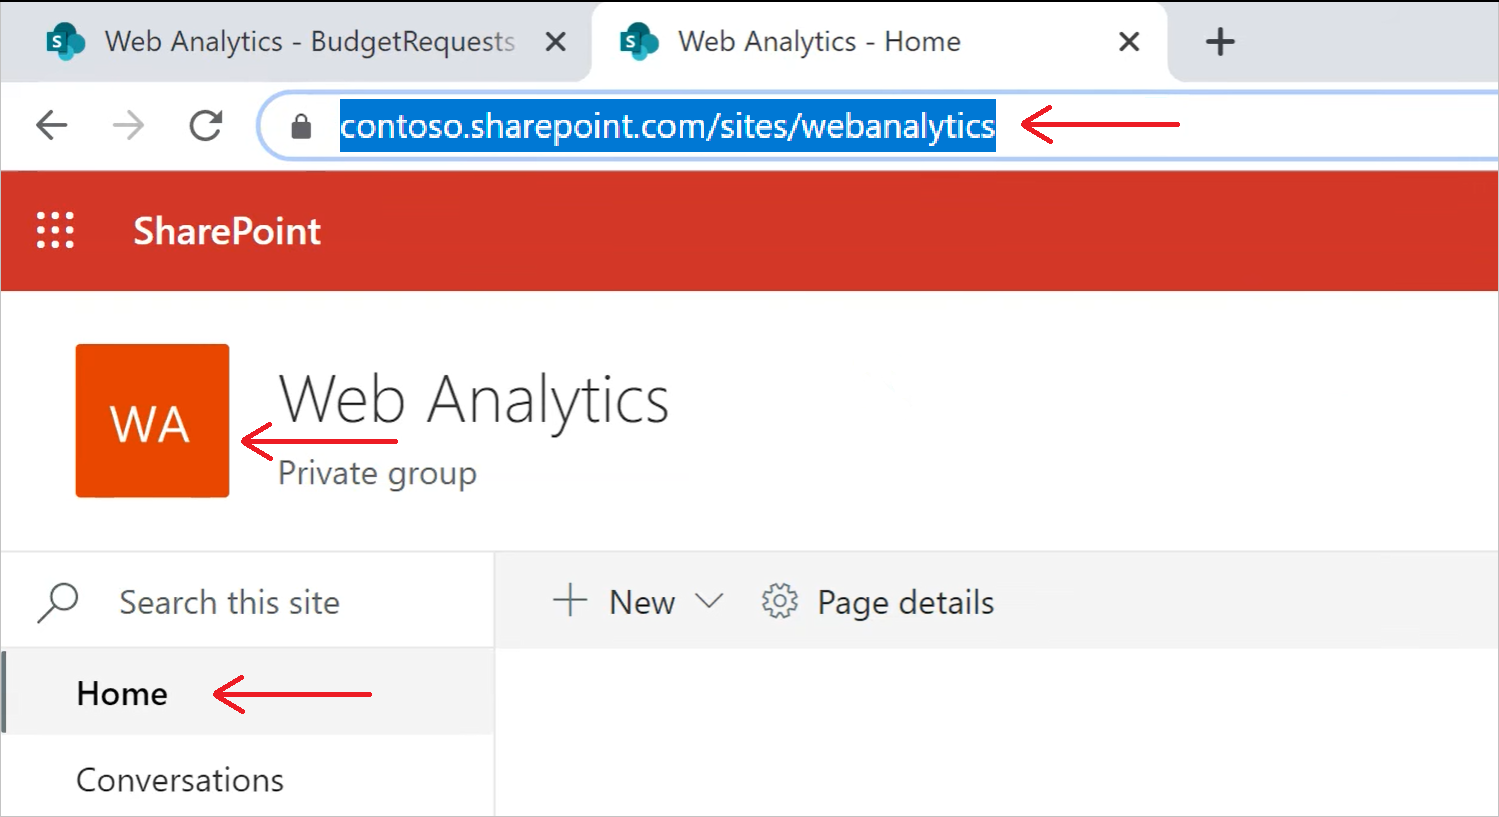 Web Analytics - BudgetRequests
Web Analytics - Home
contoso.sharepoint.com/sites/webanalytics
SharePoint
WA
Web Analytics
Private group
Search this site
New
Page details
Home
Conversations